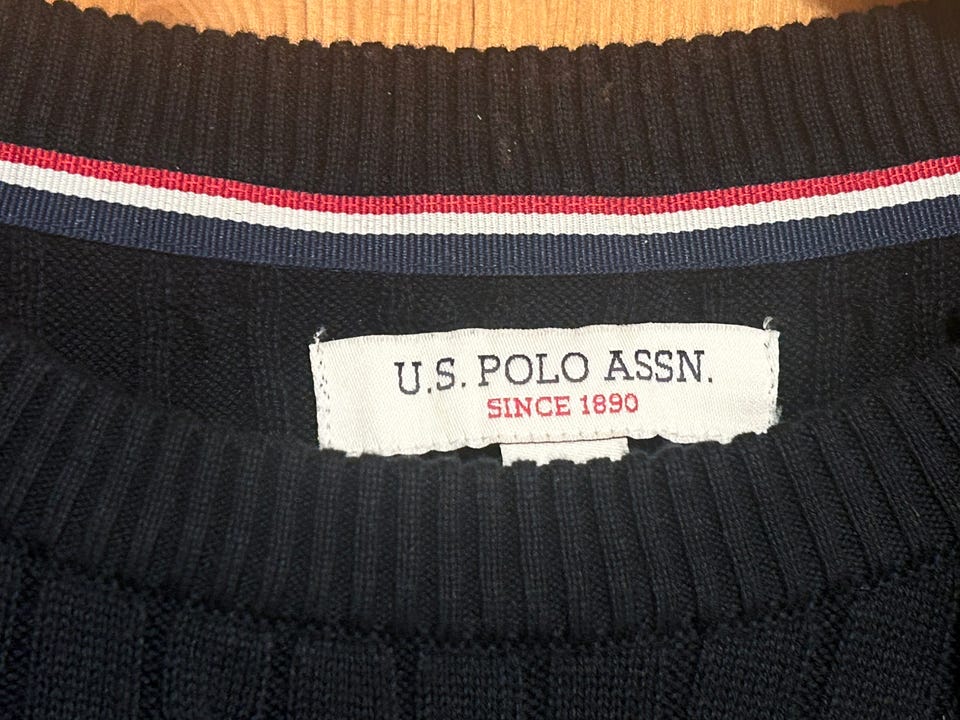 U.S. POLO ASSN.
SINCE 1890